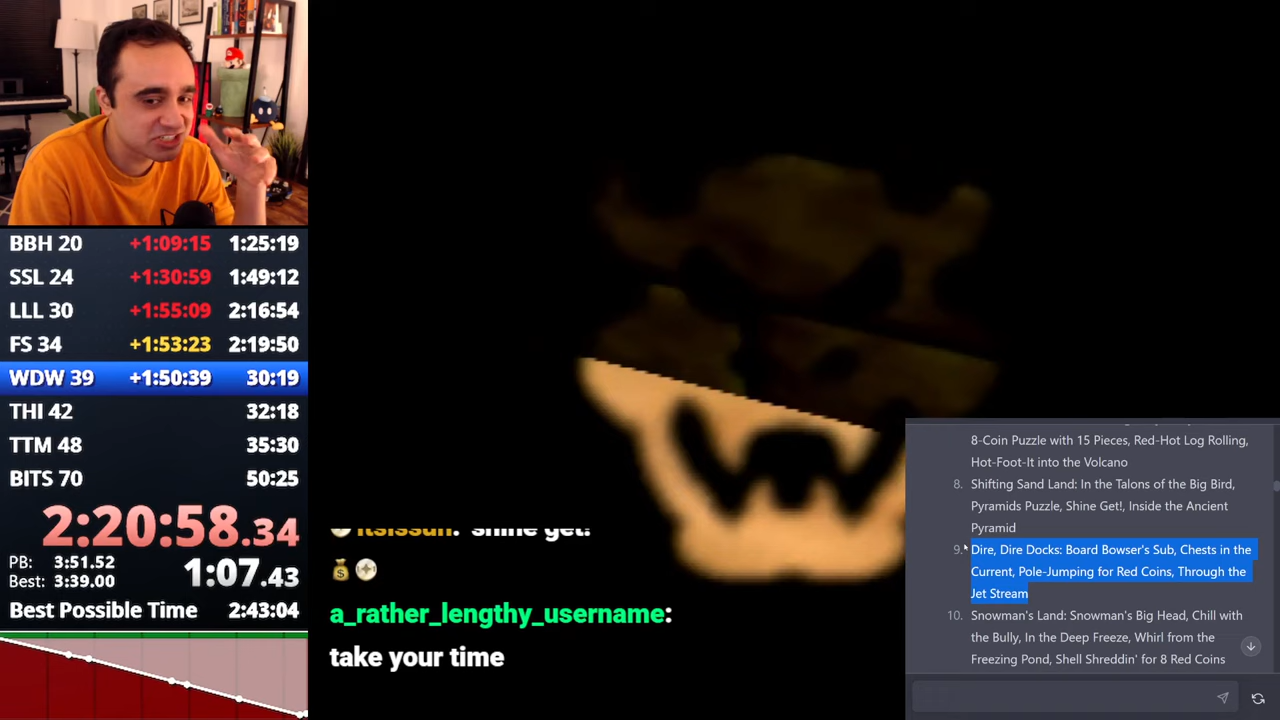 BBH 20 +1:09:15 1:25:19
SSL 24 +1:30:59 1:49:12
LLL 30 +1:55:09 2:16:54
FS 34 +1:53:23 2:19:50
WDW 39 +1:50:39 30:19
THI 42 32:18
TTM 48 35:30
BITS 70 50:25
2:20:58.34
PB: 3:51.52
Best: 3:39.00
1:07.43
Best Possible Time 2:43:04
itsissun: shine get!
a_rather_lengthy_username:
take your time
8-Coin Puzzle with 15 Pieces, Red-Hot Log Rolling,
Hot-Foot-It into the Volcano
8. Shifting Sand Land: In the Talons of the Big Bird,
Pyramids Puzzle, Shine Get!, Inside the Ancient
Pyramid
9. Dire, Dire Docks: Board Bowser's Sub, Chests in the
Current, Pole-Jumping for Red Coins, Through the
Jet Stream
10. Snowman's Land: Snowman's Big Head, Chill with
the Bully, In the Deep Freeze, Whirl from the
Freezing Pond, Shell Shreddin' for 8 Red Coins